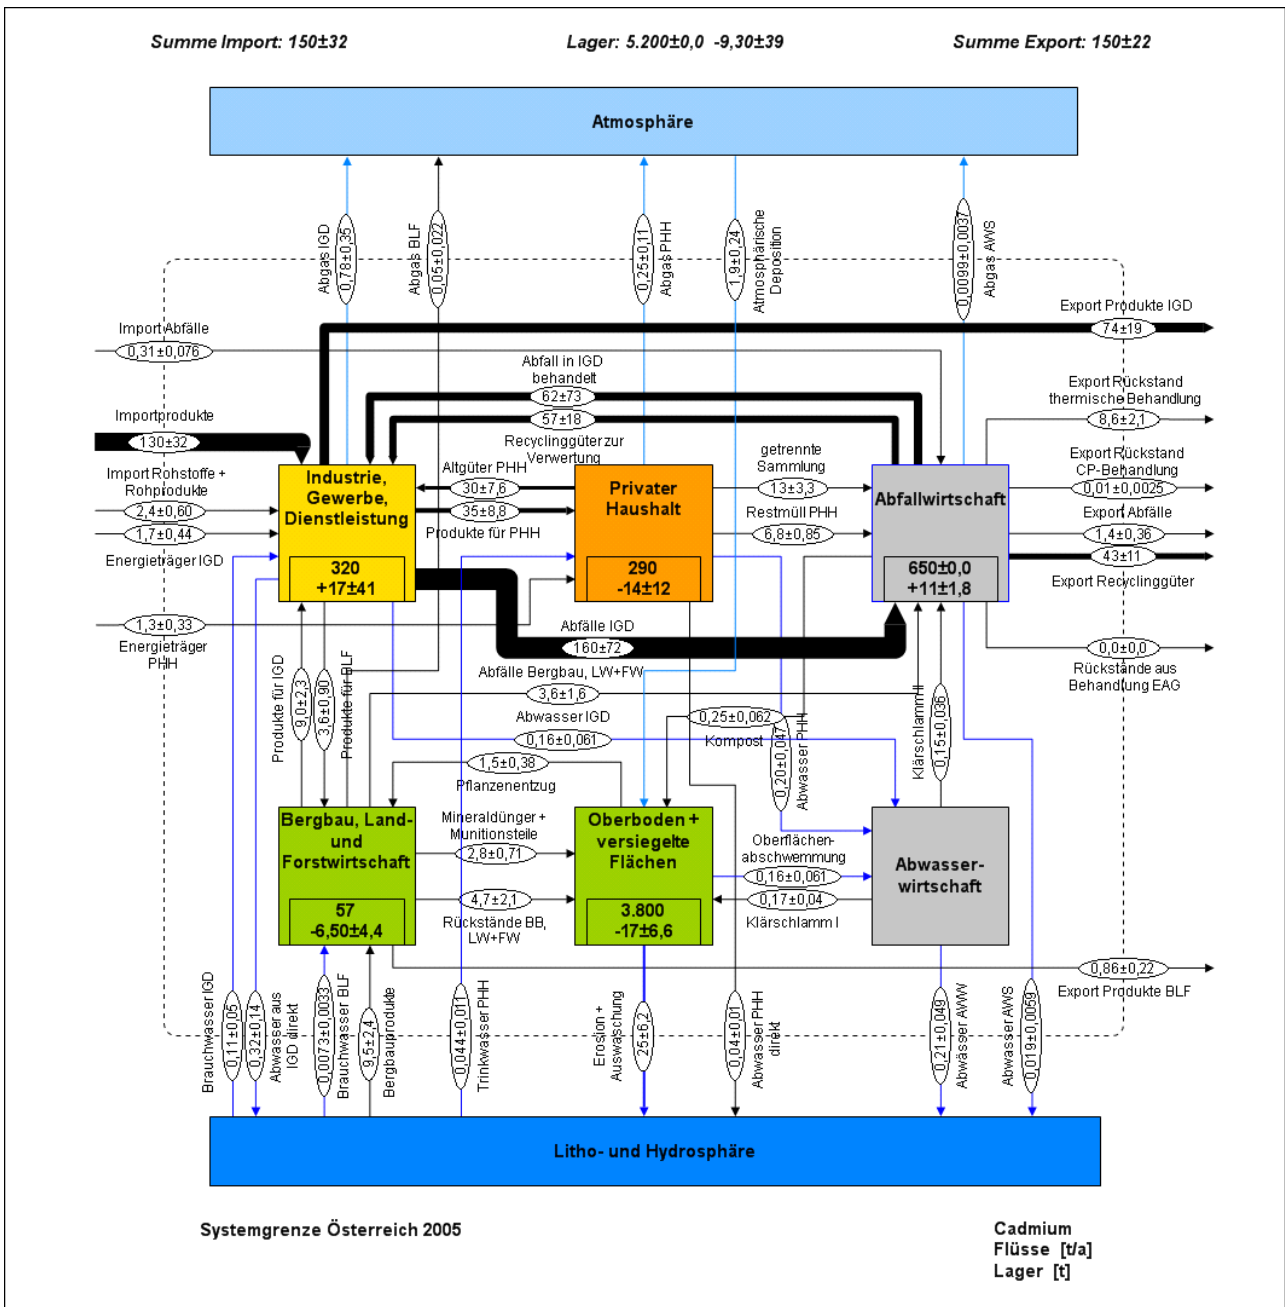 Summe Import: 150±32
Lager: 5.200±0,0 -9,30±39
Summe Export: 150±22
Atmosphäre
Abgas IGD
0,78±0,35
Abgas BLF
0,05±0,022
Abgas PHH
0,25±0,11
1,9±0,24
Atmosphärische
Deposition
0,0099±0,0037
Abgas AWS
Import Abfälle
0,31±0,076
Export Produkte IGD
74±19
Abfall in IGD
behandelt
62±73
57±18
Recyclinggüter zur
Verwertung
Export Rückstand
thermische Behandlung
8,6±2,1
Importprodukte
130±32
Import Rohstoffe +
Rohprodukte
2,4±0,60
1,7±0,44
Energieträger IGD
Industrie,
Gewerbe,
Dienstleistung
320
+17±41
Altgüter PHH
30±7,6
35±8,8
Produkte für PHH
Privater
Haushalt
290
-14±12
getrennte
Sammlung
13±3,3
Restmüll PHH
6,8±0,85
Abfallwirtschaft
650±0,0
+11±1,8
Export Rückstand
CP-Behandlung
0,01±0,0025
Export Abfälle
1,4±0,36
43±11
Export Recyclinggüter
1,3±0,33
Energieträger
PHH
Abfälle IGD
160±72
0,0±0,0
Rückstände aus
Behandlung EAG
Produkte für IGD
9,0±2,3
3,6±0,90
Produkte für BLF
Abfälle Bergbau, LW+FW
3,6±1,6
Abwasser IGD
0,16±0,061
0,25±0,062
Kompost
0,20±0,047
Abwasser PHH
Klärschlamm II
0,15±0,036
1,5±0,38
Pflanzenentzug
Bergbau, Land-
und
Forstwirtschaft
57
-6,50±4,4
Mineraldünger +
Munitionsteile
2,8±0,71
4,7±2,1
Rückstände BB,
LW+FW
Oberboden +
versiegelte
Flächen
3.800
-17±6,6
Oberflächen-
abschwemmung
0,16±0,061
0,17±0,04
Klärschlamm I
Abwasser-
wirtschaft
0,86±0,22
Export Produkte BLF
Brauchwasser IGD
0,11±0,05
0,32±0,14
Abwasser aus
IGD direkt
0,0073±0,0033
Brauchwasser BLF
9,5±2,4
Bergbauprodukte
0,044±0,011
Trinkwasser PHH
Erosion +
Auswaschung
25±6,2
0,04±0,01
Abwasser PHH
direkt
0,21±0,049
Abwässer AWW
Abwasser AWS
0,019±0,0059
Litho- und Hydrosphäre
Systemgrenze Österreich 2005
Cadmium
Flüsse [t/a]
Lager [t]